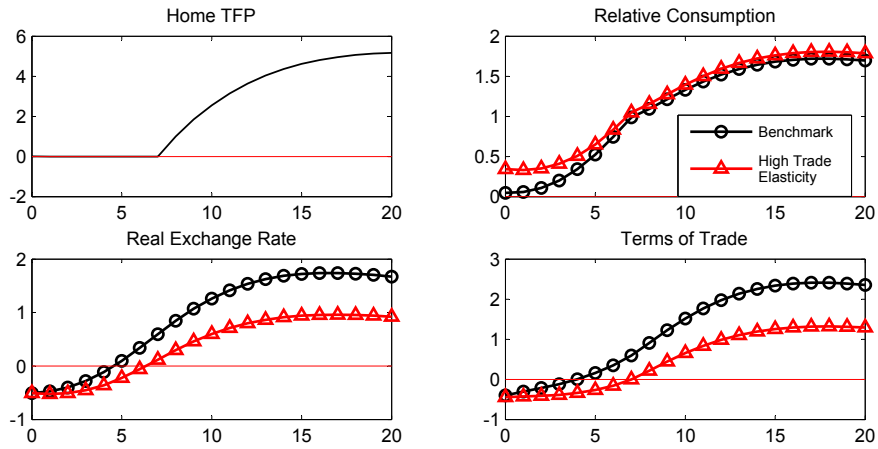 Home TFP
6
4
2
0
-2
0 5 10 15 20
Relative Consumption
2
1.5
1
0.5
0
0 5 10 15 20
Benchmark
High Trade
Elasticity
Real Exchange Rate
2
1
0
-1
0 5 10 15 20
Terms of Trade
3
2
1
0
-1
0 5 10 15 20